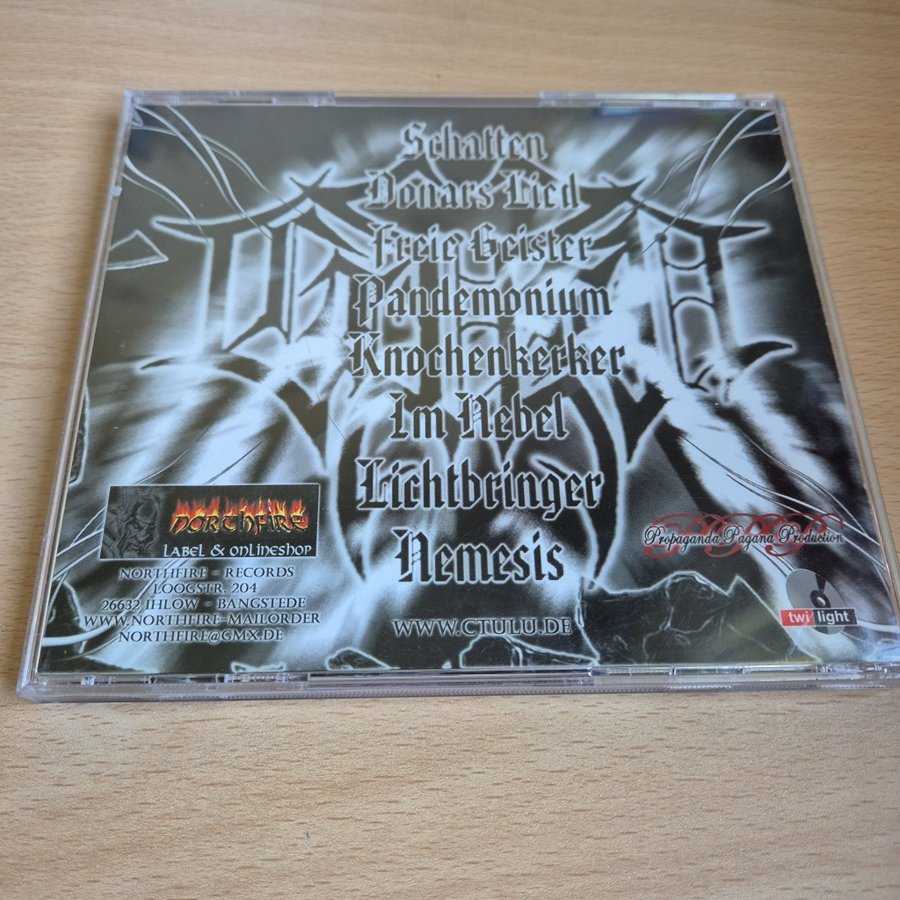 Schatten
Donars Lied
Freie Geister
Pandemonium
Knochenkerker
Im Nebel
Lichtbringer
Nemesis
NORTHFIRE
LABEL & ONLINESHOP
NORTHFIRE - RECORDS
LOOGSTR. 204
26632 IHLOW - BANGSTEDE
WWW.NORTHFIRE-MAILORDER
NORTHFIRE@GMX.DE
WWW.CTULU.DE
Propaganda Pagana Production
twilight